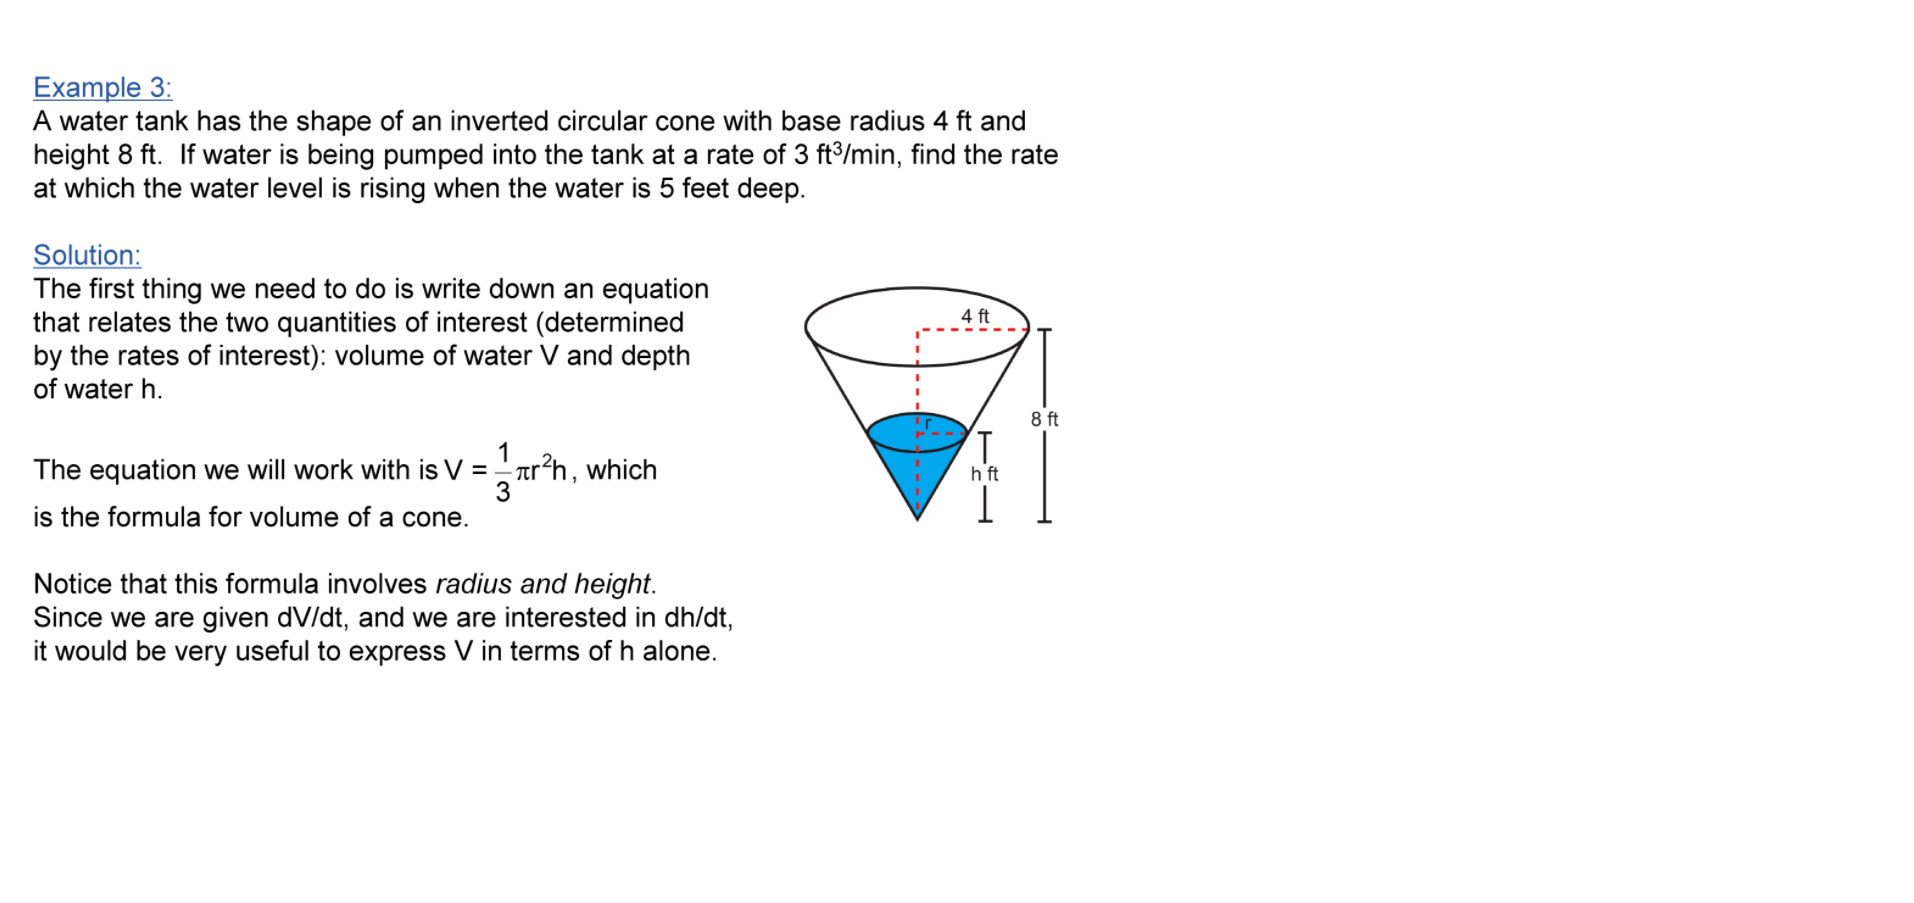 Example 3:
A water tank has the shape of an inverted circular cone with base radius 4 ft and
height 8 ft.  If water is being pumped into the tank at a rate of 3 ft³/min, find the rate
at which the water level is rising when the water is 5 feet deep.
Solution:
The first thing we need to do is write down an equation
that relates the two quantities of interest (determined
by the rates of interest): volume of water V and depth
of water h.
The equation we will work with is V = 1/3 πr²h, which
is the formula for volume of a cone.
Notice that this formula involves radius and height.
Since we are given dV/dt, and we are interested in dh/dt,
it would be very useful to express V in terms of h alone.
4 ft
8 ft
r
h ft